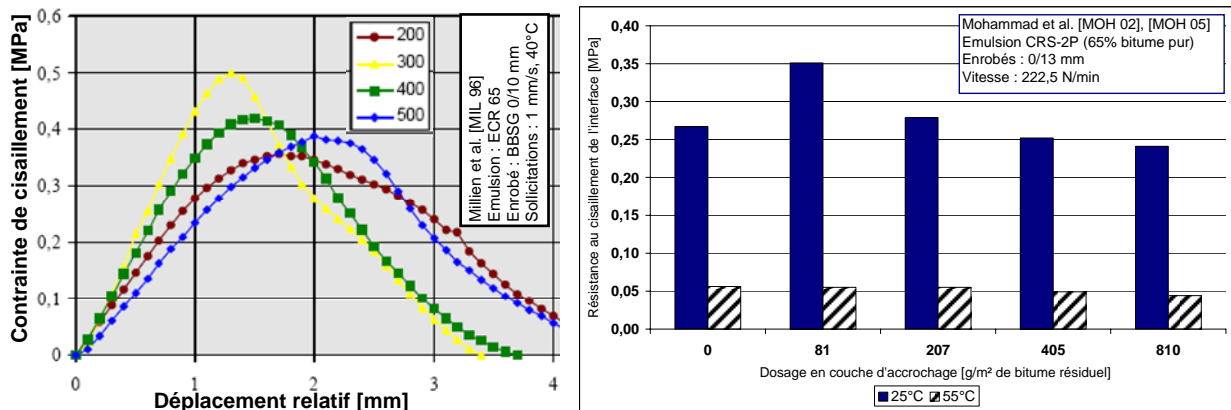 Contrainte de cisaillement [MPa]
0,6
0,5
0,4
0,3
0,2
0,1
0
0 1 2 3 4
Déplacement relatif [mm]
200
300
400
500
Millien et al. [MIL 96]
Emulsion : ECR 65
Enrobé : BBSG 0/10 mm
Sollicitations : 1 mm/s, 40°C
Résistance au cisaillement de l'interface [MPa]
0,40
0,35
0,30
0,25
0,20
0,15
0,10
0,05
0,00
Mohammad et al. [MOH 02], [MOH 05]
Emulsion CRS-2P (65% bitume pur)
Enrobés : 0/13 mm
Vitesse : 222,5 N/min
0 81 207 405 810
Dosage en couche d'accrochage [g/m² de bitume résiduel]
25°C 55°C